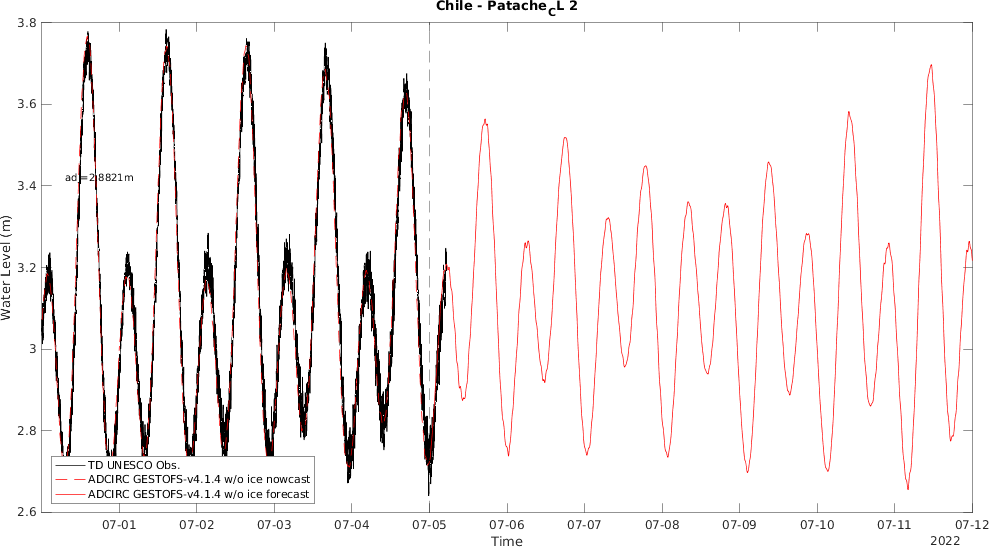 Chile - Patache_CL 2
3.8
3.6
3.4
3.2
3
2.8
2.6
Water Level (m)
adj=2.8821m
TD UNESCO Obs.
ADCIRC GESTOFS-v4.1.4 w/o ice nowcast
ADCIRC GESTOFS-v4.1.4 w/o ice forecast
07-01 07-02 07-03 07-04 07-05 07-06 07-07 07-08 07-09 07-10 07-11 07-12
Time
2022